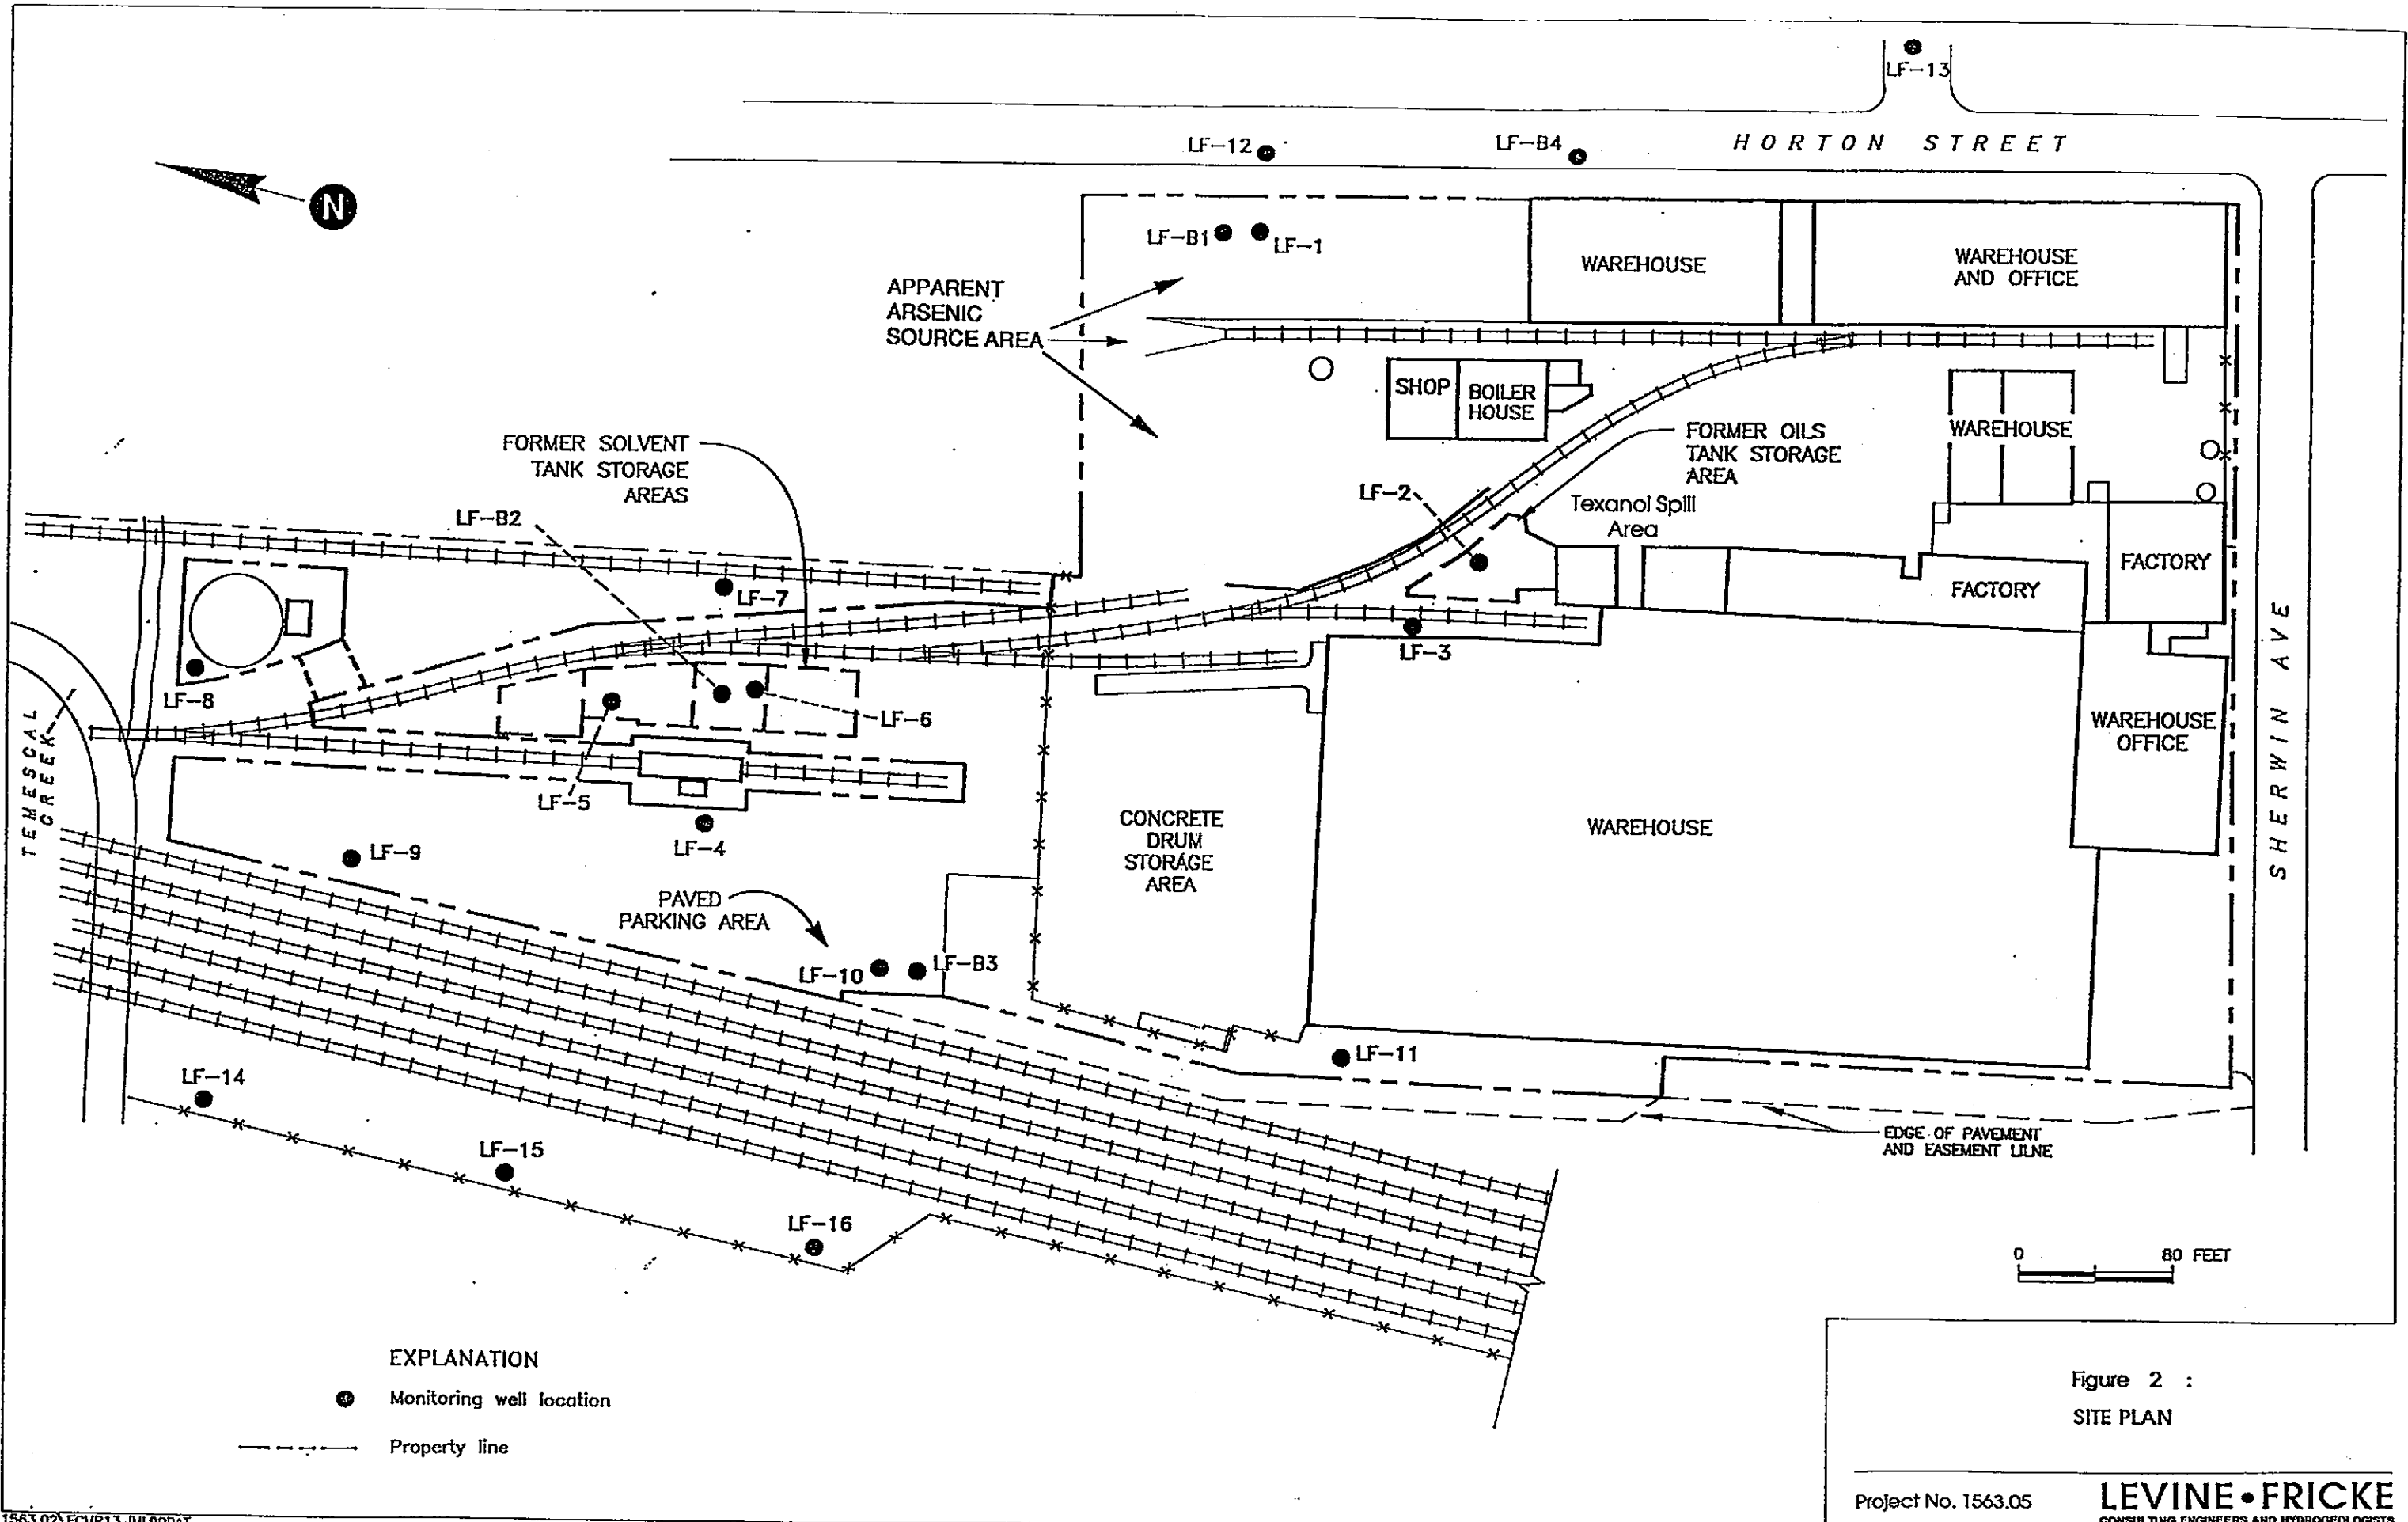 LF-13
HORTON STREET
LF-12
LF-B4
N
LF-B1
LF-1
WAREHOUSE
WAREHOUSE
AND OFFICE
APPARENT
ARSENIC
SOURCE AREA
SHOP
BOILER
HOUSE
WAREHOUSE
FORMER SOLVENT
TANK STORAGE
AREAS
FORMER OILS
TANK STORAGE
AREA
LF-2
Texanol Spill
Area
LF-B2
FACTORY
FACTORY
LF-7
LF-3
LF-8
LF-6
SHERWIN AVE
WAREHOUSE
OFFICE
TEMESCAL
CREEK
LF-5
LF-4
LF-9
CONCRETE
DRUM
STORAGE
AREA
WAREHOUSE
PAVED
PARKING AREA
LF-10
LF-B3
LF-11
LF-14
LF-15
LF-16
EDGE OF PAVEMENT
AND EASEMENT LILNE
0 80 FEET
EXPLANATION
Monitoring well location
Property line
Figure 2 :
SITE PLAN
Project No. 1563.05
LEVINE•FRICKE
CONSULTING ENGINEERS AND HYDROGEOLOGISTS